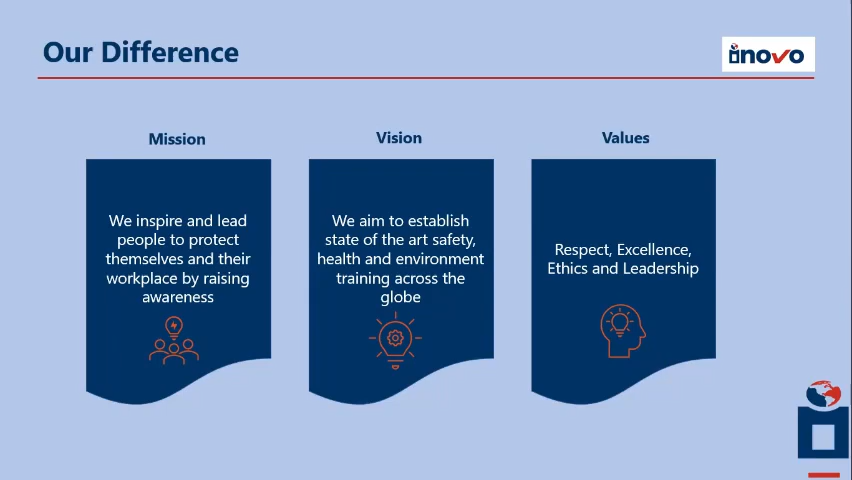 Our Difference
inovo
Mission
We inspire and lead
people to protect
themselves and their
workplace by raising
awareness
Vision
We aim to establish
state of the art safety,
health and environment
training across the
globe
Values
Respect, Excellence,
Ethics and Leadership